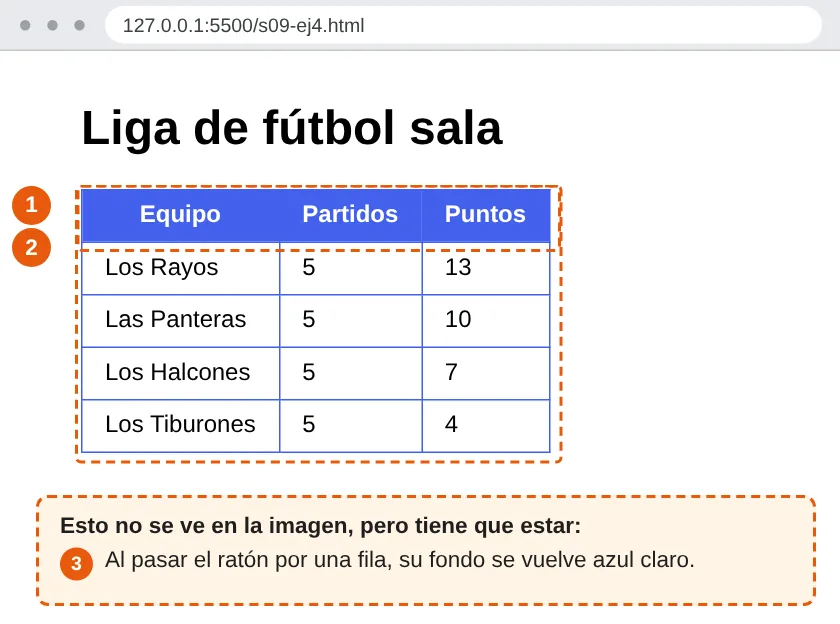 127.0.0.1:5500/s09-ej4.html
Liga de fútbol sala
1
2
Equipo Partidos Puntos
Los Rayos 5 13
Las Panteras 5 10
Los Halcones 5 7
Los Tiburones 5 4
Esto no se ve en la imagen, pero tiene que estar:
3 Al pasar el ratón por una fila, su fondo se vuelve azul claro.